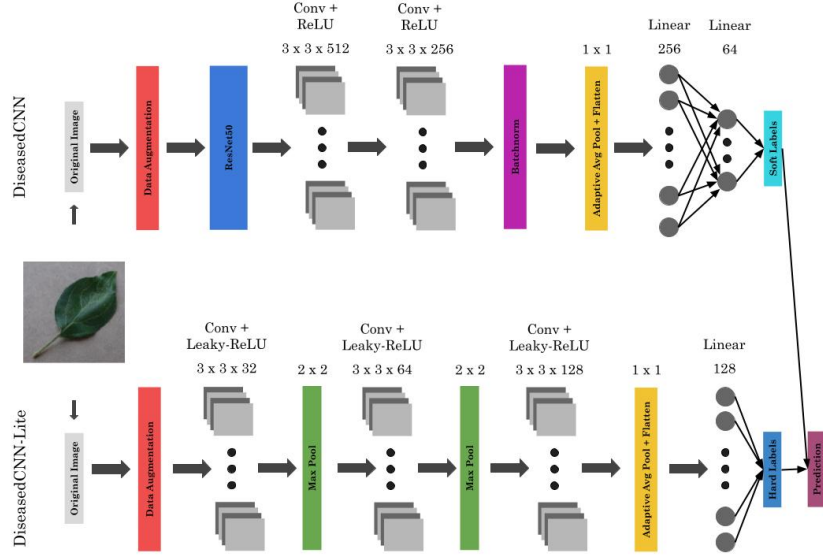 DiseasedCNN
Original Image
Data Augmentation
ResNet50
Conv +
ReLU
3 x 3 x 512
Conv +
ReLU
3 x 3 x 256
Batchnorm
1 x 1
Adaptive Avg Pool + Flatten
Linear
256
Linear
64
Soft Labels
DiseasedCNN-Lite
Original Image
Data Augmentation
Conv +
Leaky-ReLU
3 x 3 x 32
2 x 2
Max Pool
Conv +
Leaky-ReLU
3 x 3 x 64
2 x 2
Max Pool
Conv +
Leaky-ReLU
3 x 3 x 128
1 x 1
Adaptive Avg Pool + Flatten
Linear
128
Hard Labels
Prediction